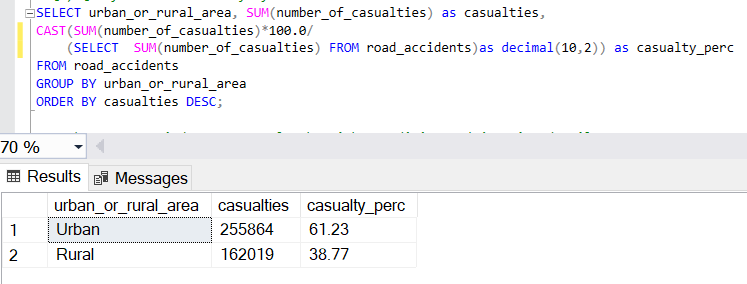 SELECT urban_or_rural_area, SUM(number_of_casualties) as casualties,
CAST(SUM(number_of_casualties)*100.0/
(SELECT  SUM(number_of_casualties) FROM road_accidents)as decimal(10,2)) as casualty_perc
FROM road_accidents
GROUP BY urban_or_rural_area
ORDER BY casualties DESC;
70 %
Results Messages
urban_or_rural_area casualties casualty_perc
1 Urban 255864 61.23
2 Rural 162019 38.77